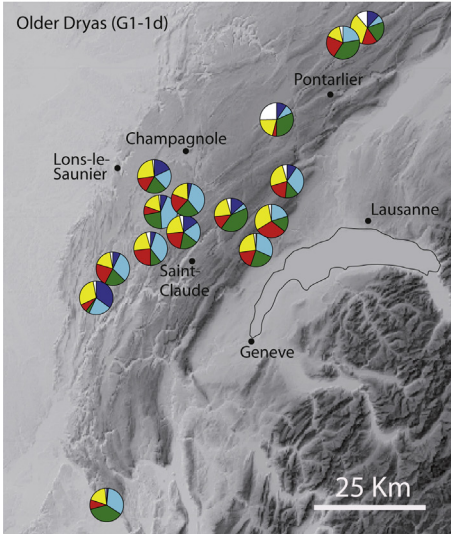 Older Dryas (G1-1d)
Pontarlier
Champagnole
Lons-le-
Saunier
Lausanne
Saint-
Claude
Geneve
25 Km